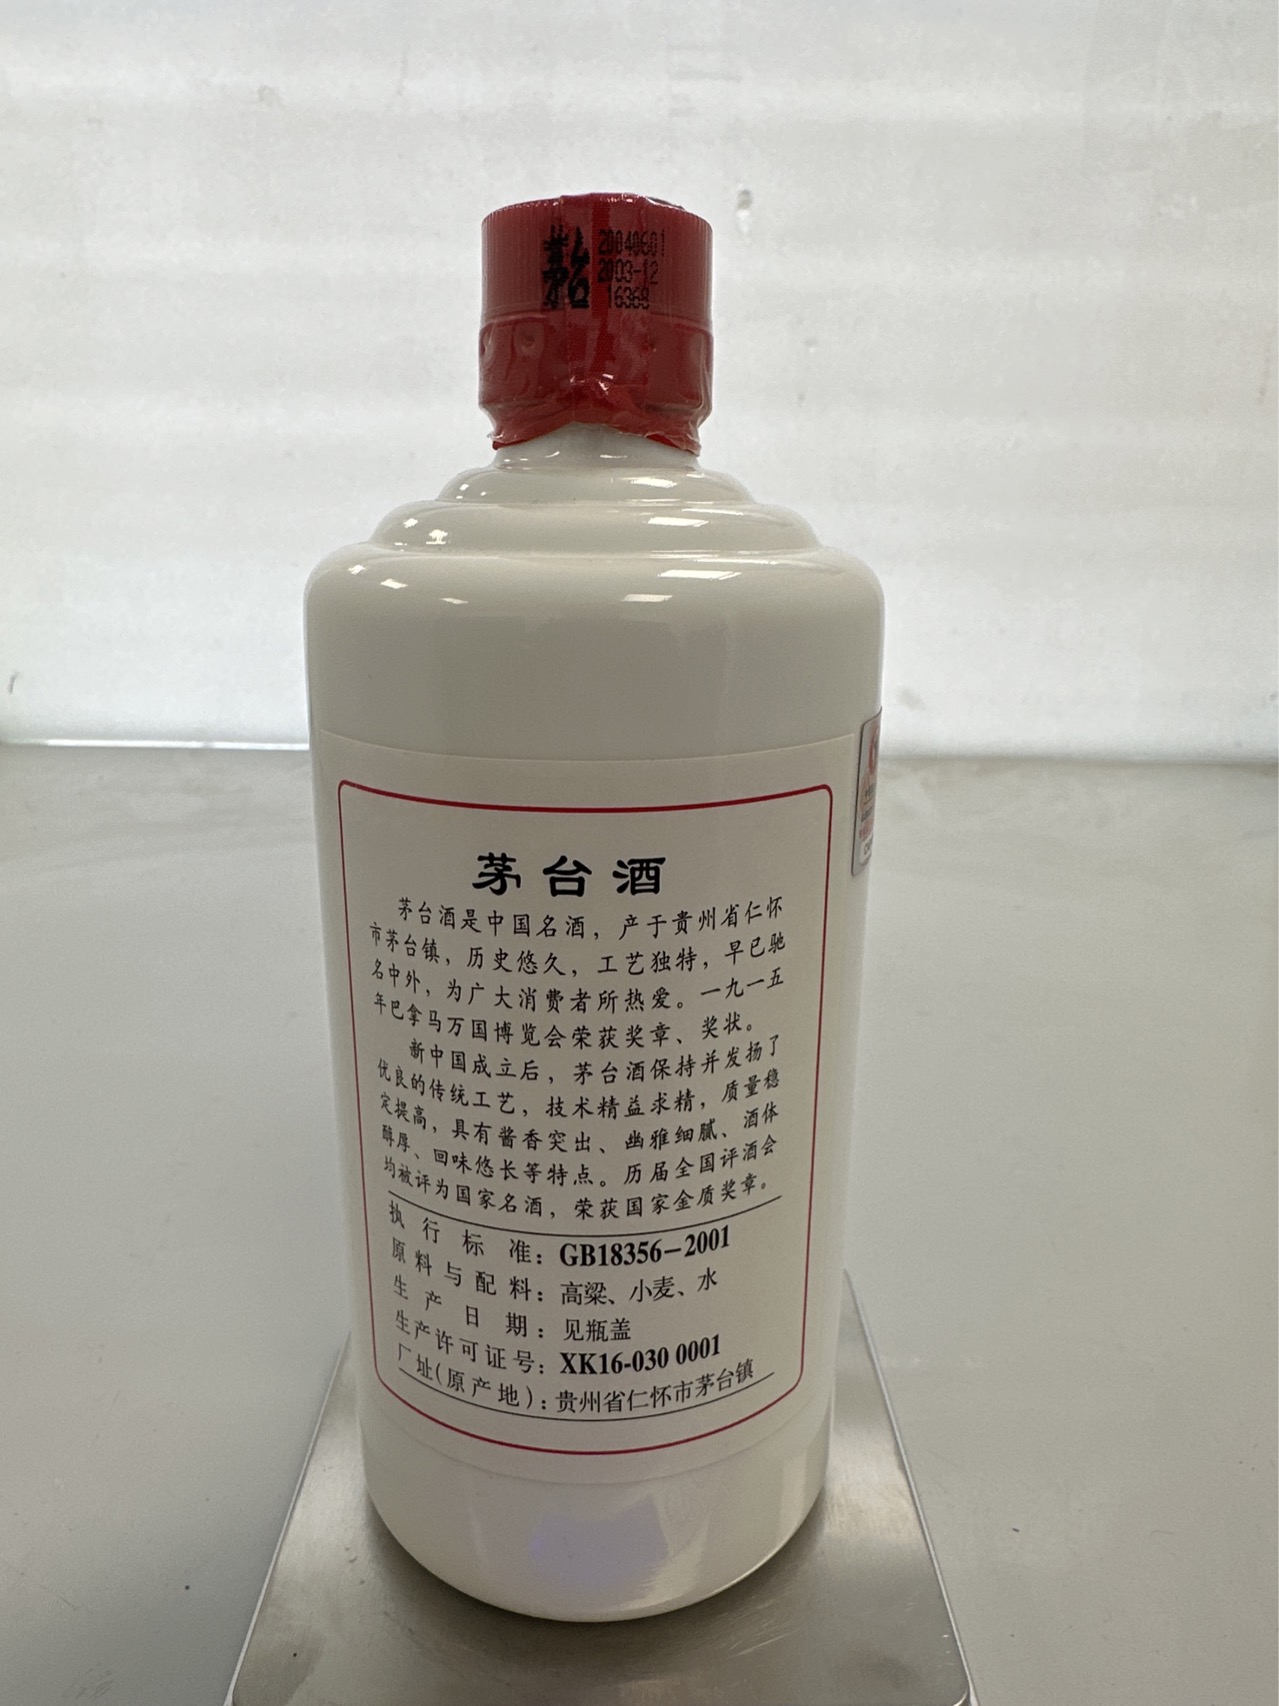 茅台
20040601
2003-12
16368
茅台酒
茅台酒是中国名酒，产于贵州省仁怀
市茅台镇，历史悠久，工艺独特，早已驰
名中外，为广大消费者所热爱。一九一五
年巴拿马万国博览会荣获奖章、奖状。
新中国成立后，茅台酒保持并发扬了
优良的传统工艺，技术精益求精，质量稳
定提高，具有酱香突出、幽雅细腻、酒体
醇厚、回味悠长等特点。历届全国评酒会
均被评为国家名酒，荣获国家金质奖章。
执行标准：GB18356-2001
原料与配料：高粱、小麦、水
生产日期：见瓶盖
生产许可证号：XK16-030 0001
厂址(原产地)：贵州省仁怀市茅台镇